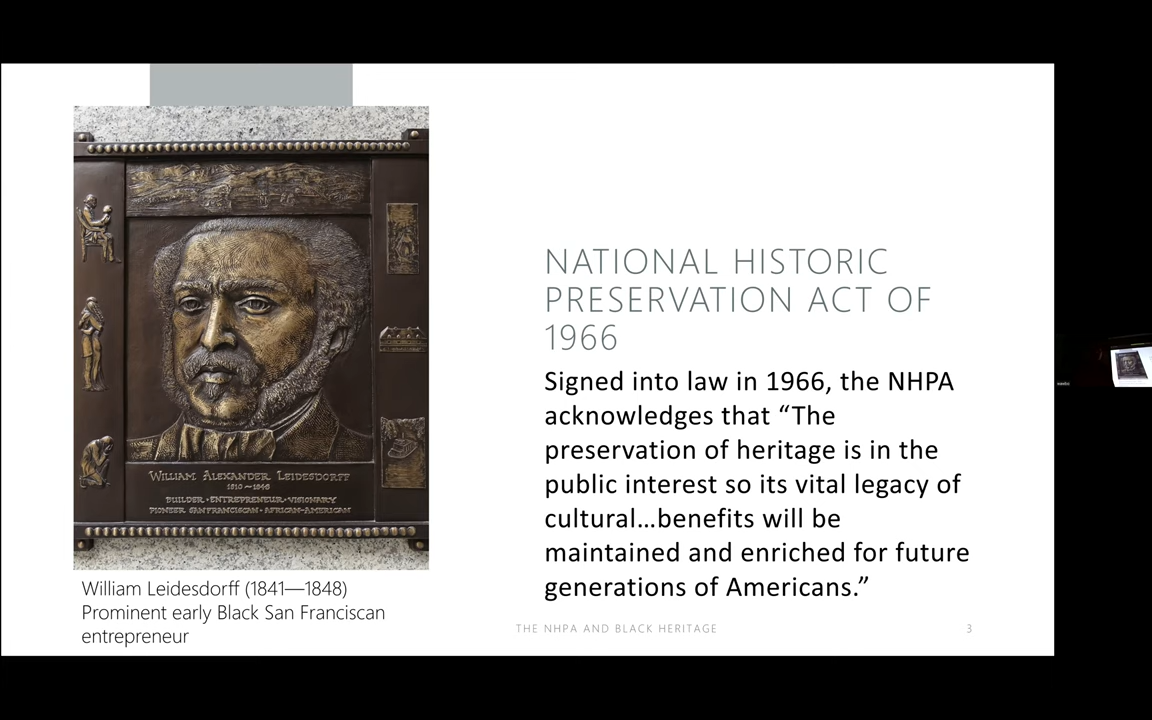 WILLIAM ALEXANDER LEIDESDORFF
BUILDER • ENTREPRENEUR • VISIONARY
PIONEER SAN FRANCISCAN • AFRICAN-AMERICAN
William Leidesdorff (1841—1848)
Prominent early Black San Franciscan
entrepreneur
NATIONAL HISTORIC
PRESERVATION ACT OF
1966
Signed into law in 1966, the NHPA
acknowledges that “The
preservation of heritage is in the
public interest so its vital legacy of
cultural…benefits will be
maintained and enriched for future
generations of Americans.”
THE NHPA AND BLACK HERITAGE
3